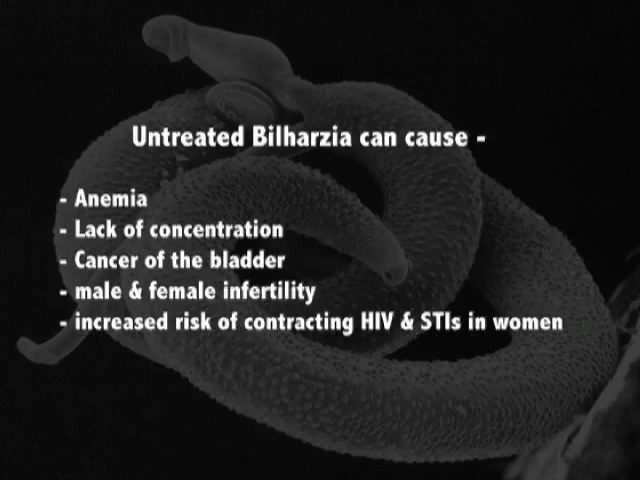 Untreated Bilharzia can cause -
- Anemia
- Lack of concentration
- Cancer of the bladder
- male & female infertility
- increased risk of contracting HIV & STIs in women